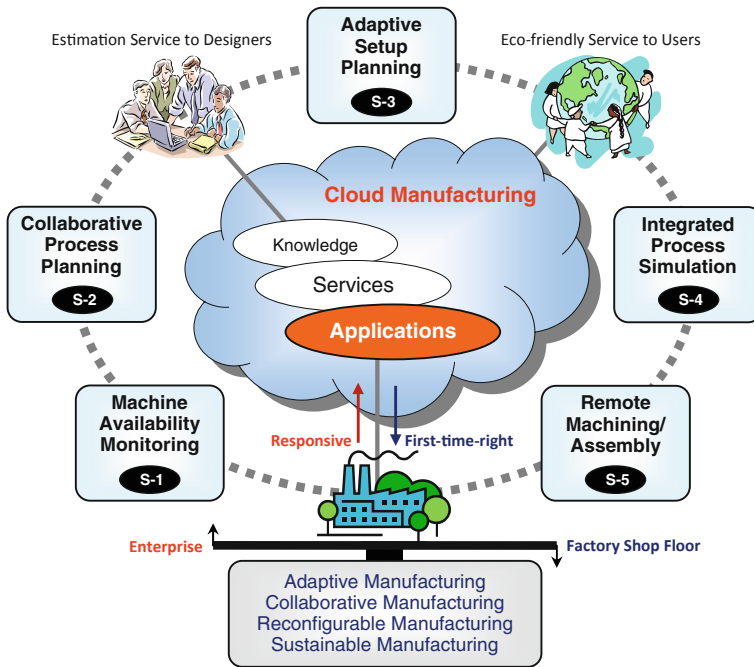 Estimation Service to Designers
Adaptive
Setup
Planning
S-3
Eco-friendly Service to Users
Cloud Manufacturing
Knowledge
Services
Applications
Collaborative
Process
Planning
S-2
Integrated
Process
Simulation
S-4
Machine
Availability
Monitoring
S-1
Responsive
First-time-right
Remote
Machining/
Assembly
S-5
Enterprise
Factory Shop Floor
Adaptive Manufacturing
Collaborative Manufacturing
Reconfigurable Manufacturing
Sustainable Manufacturing